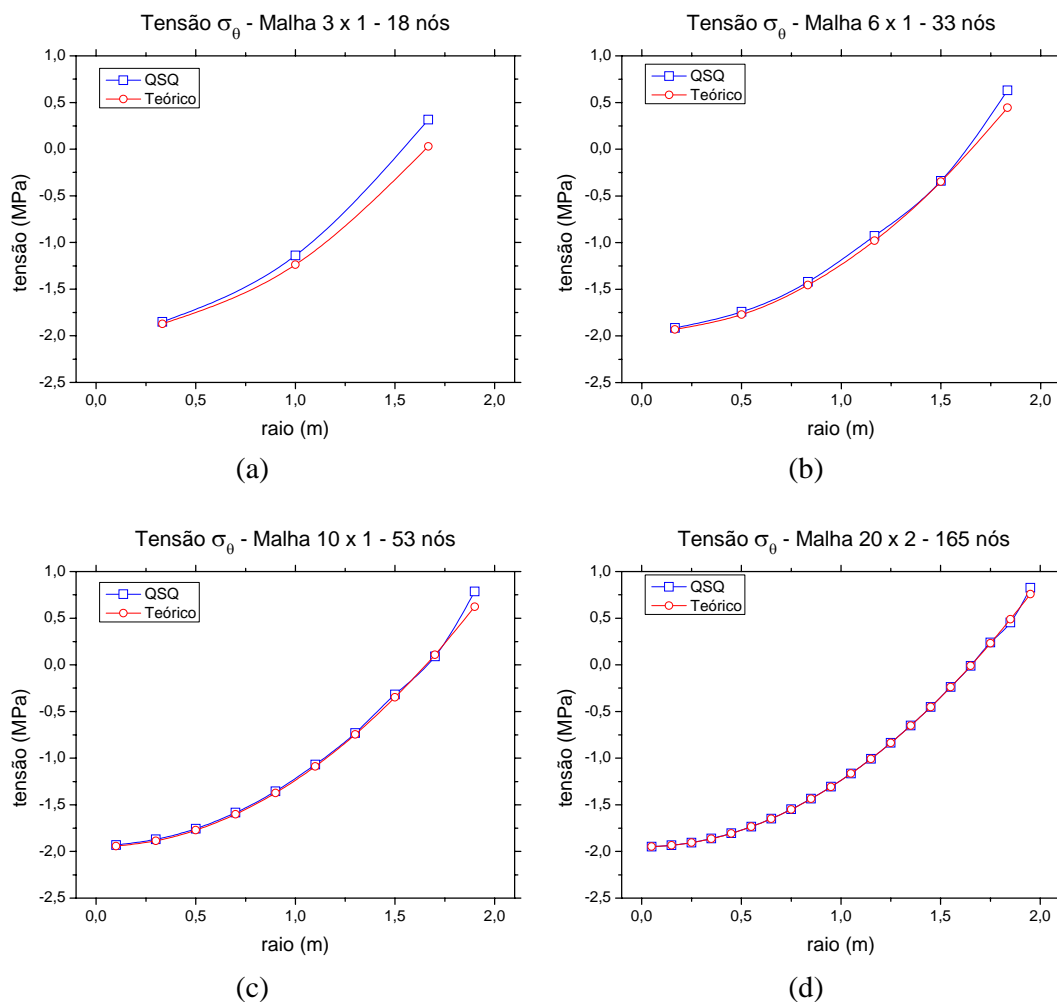 Tensão σθ - Malha 3 x 1 - 18 nós
QSQ
Teórico
1,0
0,5
0,0
-0,5
-1,0
-1,5
-2,0
-2,5
tensão (MPa)
0,0 0,5 1,0 1,5 2,0
raio (m)
(a)
Tensão σθ - Malha 6 x 1 - 33 nós
QSQ
Teórico
1,0
0,5
0,0
-0,5
-1,0
-1,5
-2,0
-2,5
tensão (MPa)
0,0 0,5 1,0 1,5 2,0
raio (m)
(b)
Tensão σθ - Malha 10 x 1 - 53 nós
QSQ
Teórico
1,0
0,5
0,0
-0,5
-1,0
-1,5
-2,0
-2,5
tensão (MPa)
0,0 0,5 1,0 1,5 2,0
raio (m)
(c)
Tensão σθ - Malha 20 x 2 - 165 nós
QSQ
Teórico
1,0
0,5
0,0
-0,5
-1,0
-1,5
-2,0
-2,5
tensão (MPa)
0,0 0,5 1,0 1,5 2,0
raio (m)
(d)